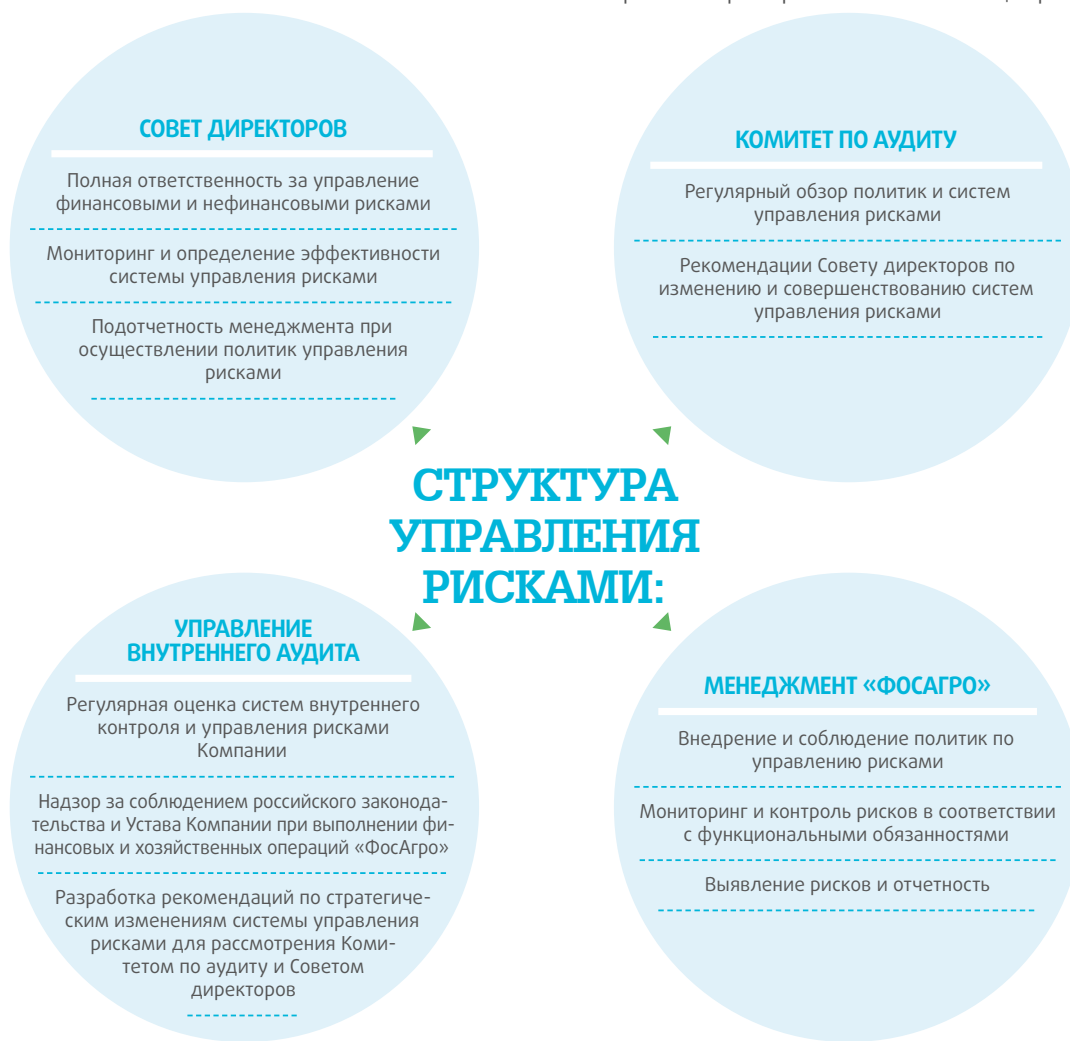 СОВЕТ ДИРЕКТОРОВ
Полная ответственность за управление
финансовыми и нефинансовыми рисками
Мониторинг и определение эффективности
системы управления рисками
Подотчетность менеджмента при
осуществлении политик управления
рисками
КОМИТЕТ ПО АУДИТУ
Регулярный обзор политик и систем
управления рисками
Рекомендации Совету директоров по
изменению и совершенствованию систем
управления рисками
СТРУКТУРА
УПРАВЛЕНИЯ
РИСКАМИ:
УПРАВЛЕНИЕ
ВНУТРЕННЕГО АУДИТА
Регулярная оценка систем внутреннего
контроля и управления рисками
Компании
Надзор за соблюдением российского законода-
тельства и Устава Компании при выполнении фи-
нансовых и хозяйственных операций «ФосАгро»
Разработка рекомендаций по стратегиче-
ским изменениям системы управления
рисками для рассмотрения Коми-
тетом по аудиту и Советом
директоров
МЕНЕДЖМЕНТ «ФОСАГРО»
Внедрение и соблюдение политик по
управлению рисками
Мониторинг и контроль рисков в соответствии
с функциональными обязанностями
Выявление рисков и отчетность